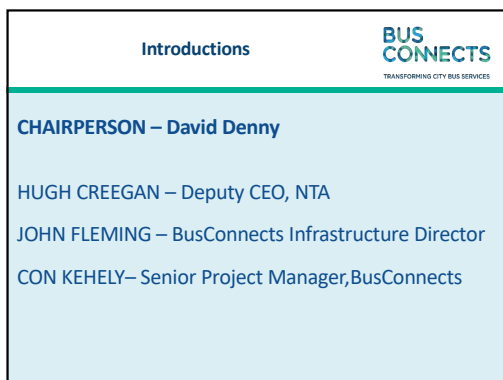 Introductions
BUS
CONNECTS
TRANSFORMING CITY BUS SERVICES
CHAIRPERSON – David Denny
HUGH CREEGAN – Deputy CEO, NTA
JOHN FLEMING – BusConnects Infrastructure Director
CON KEHELY– Senior Project Manager,BusConnects